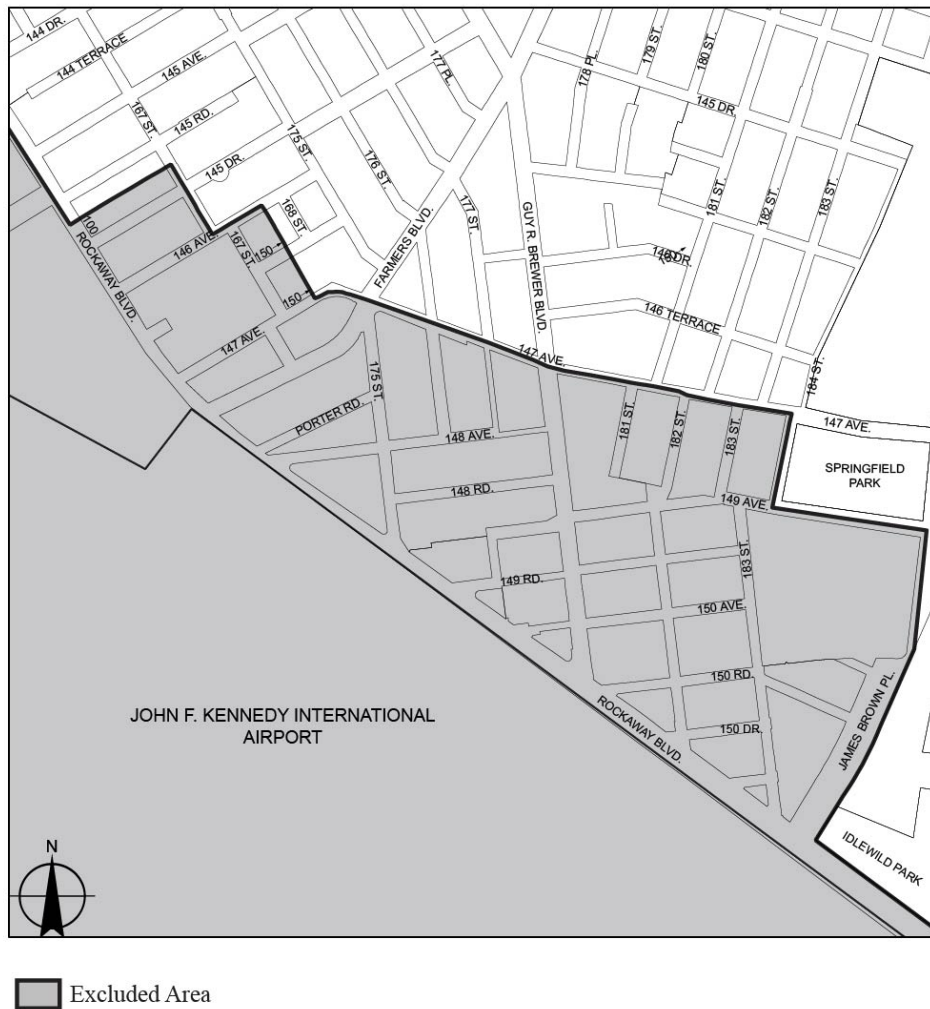 144 DR.
144 TERRACE
145 AVE.
167 ST.
145 RD.
145 DR.
175 ST.
168 ST
176 ST.
177 PL.
177 ST.
FARMERS BLVD.
GUY R. BREWER BLVD.
178 PL.
179 ST.
180 ST.
145 DR.
181 ST.
182 ST.
183 ST.
146 TERRACE
184 ST.
100
ROCKAWAY BLVD.
146 AVE.
167 ST.
150
150
147 AVE.
147 AVE.
147 AVE.
SPRINGFIELD
PARK
175 ST.
PORTER RD.
148 AVE.
148 RD.
181 ST.
182 ST.
183 ST.
149 AVE.
183 ST.
149 RD.
150 AVE.
150 RD.
150 DR.
ROCKAWAY BLVD.
JAMES BROWN PL.
JOHN F. KENNEDY INTERNATIONAL
AIRPORT
IDLEWILD PARK
N
Excluded Area